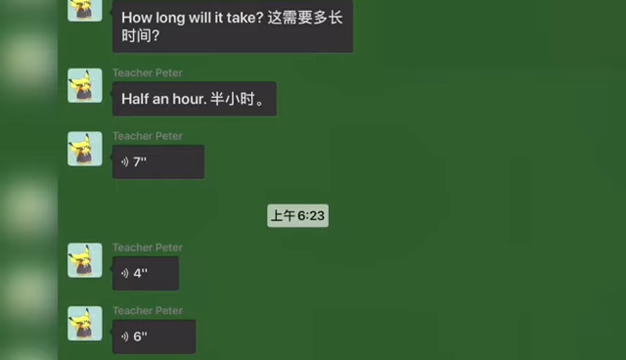 How long will it take? 这需要多长
时间?
Teacher Peter
Half an hour. 半小时。
Teacher Peter
7"
上午6:23
Teacher Peter
4"
Teacher Peter
6"